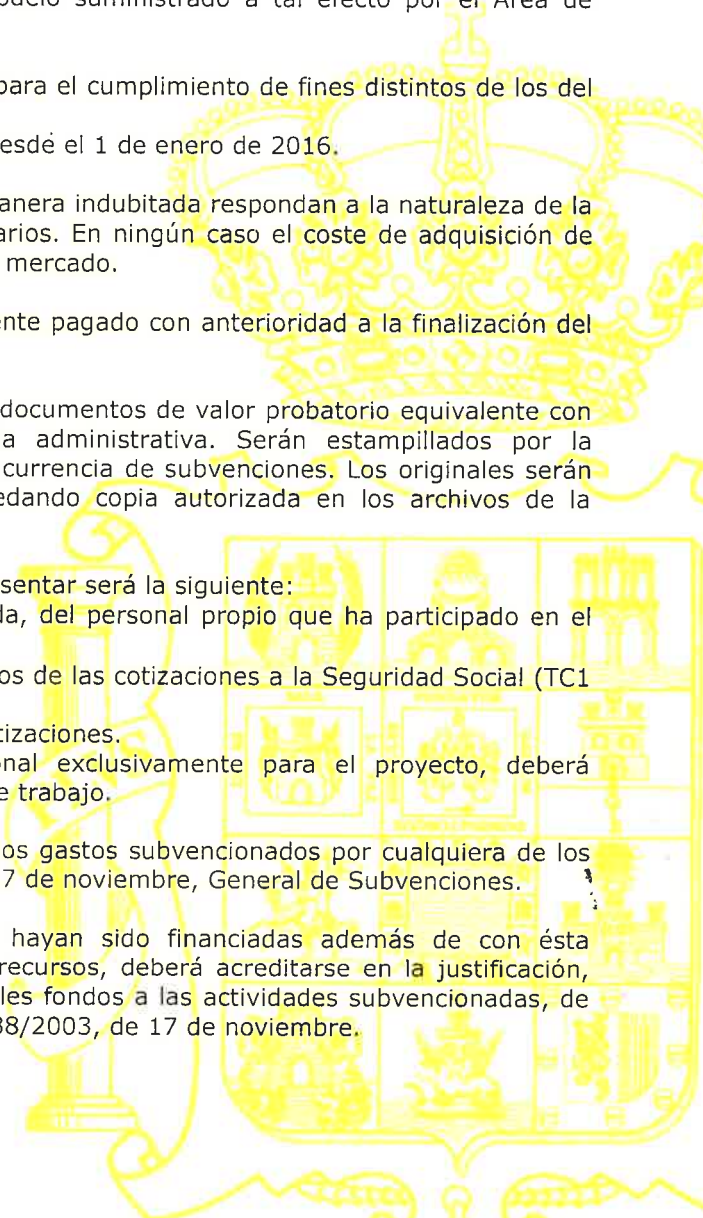 suministrado a tal efecto por el Área de
para el cumplimiento de fines distintos de los del
desde el 1 de enero de 2016.
anera indubitada respondan a la naturaleza de la
arios. En ningún caso el coste de adquisición de
mercado.
ente pagado con anterioridad a la finalización del
documentos de valor probatorio equivalente con
a administrativa. Serán estampillados por la
currencia de subvenciones. Los originales serán
edando copia autorizada en los archivos de la
sentar será la siguiente:
da, del personal propio que ha participado en el
os de las cotizaciones a la Seguridad Social (TC1
tizaciones.
onal exclusivamente para el proyecto, deberá
e trabajo.
os gastos subvencionados por cualquiera de los
7 de noviembre, General de Subvenciones.
hayan sido financiadas además de con ésta
recursos, deberá acreditarse en la justificación,
les fondos a las actividades subvencionadas, de
38/2003, de 17 de noviembre.